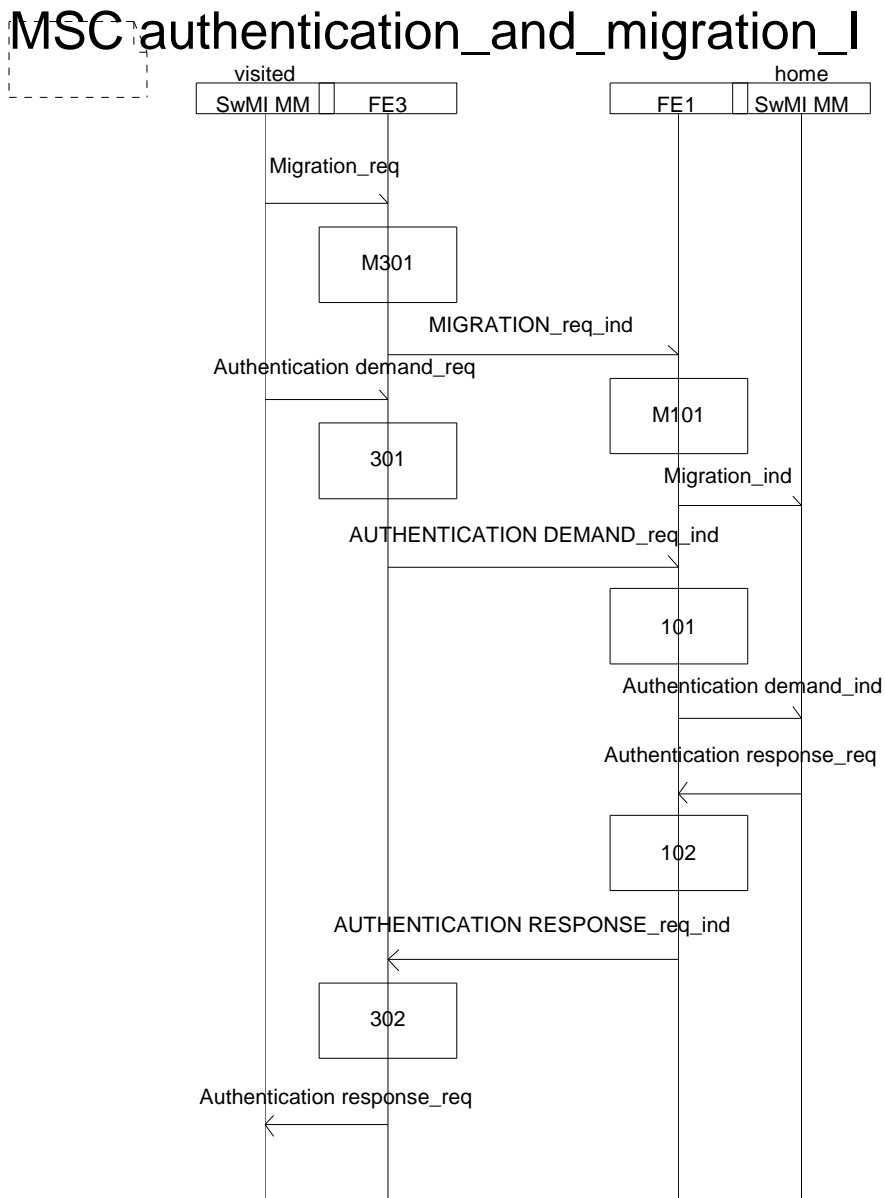 MSC authentication_and_migration_I
visited
home
SwMI MM
FE3
FE1
SwMI MM
Migration_req
M301
MIGRATION_req_ind
Authentication demand_req
M101
301
Migration_ind
AUTHENTICATION DEMAND_req_ind
101
Authentication demand_ind
Authentication response_req
102
AUTHENTICATION RESPONSE_req_ind
302
Authentication response_req